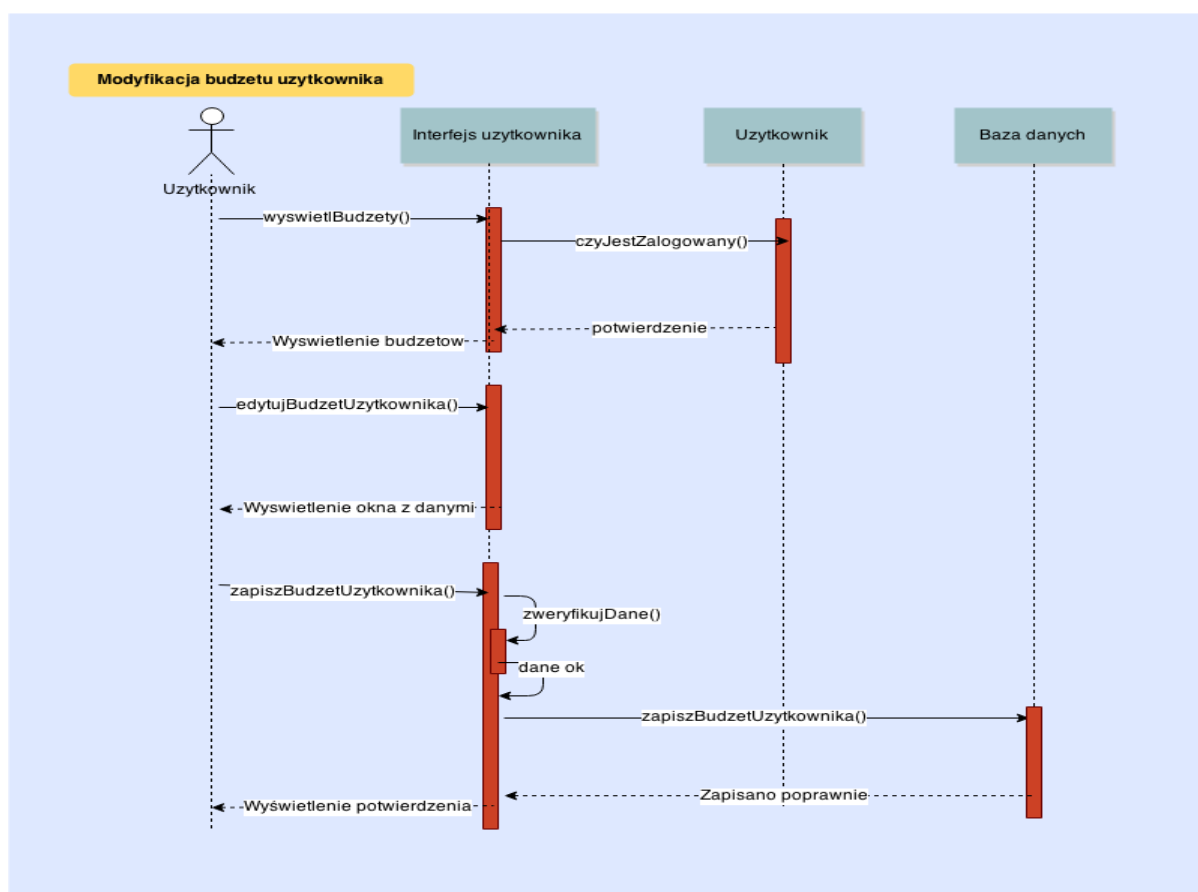 Modyfikacja budzetu uzytkownika
Uzytkownik
Interfejs uzytkownika
Uzytkownik
Baza danych
wyswietlBudzety()
czyJestZalogowany()
potwierdzenie
Wyswietlenie budzetow
edytujBudzetUzytkownika()
Wyswietlenie okna z danymi
zapiszBudzetUzytkownika()
zweryfikujDane()
dane ok
zapiszBudzetUzytkownika()
Zapisano poprawnie
Wyświetlenie potwierdzenia